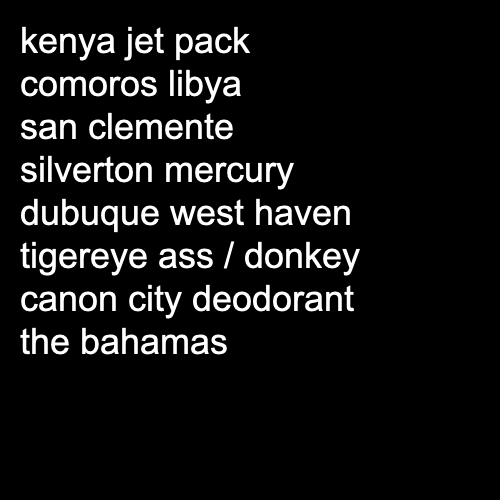 kenya jet pack
comoros libya
san clemente
silverton mercury
dubuque west haven
tigereye ass / donkey
canon city deodorant
the bahamas